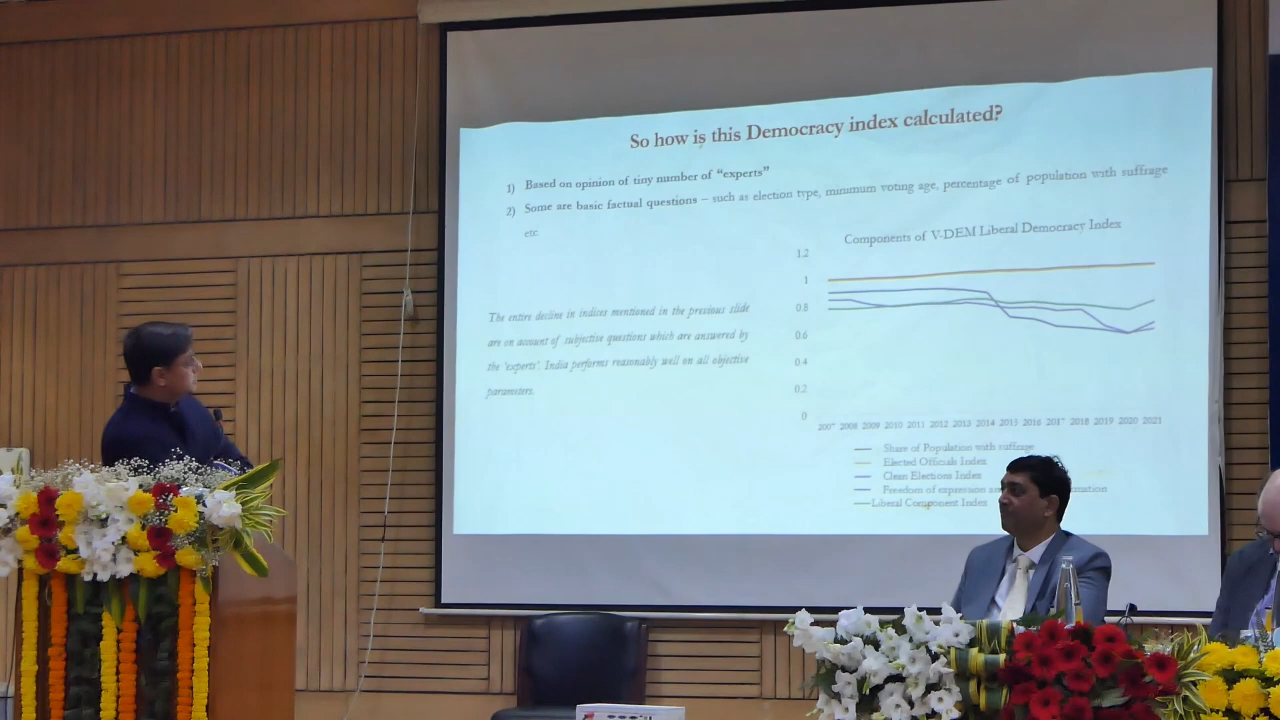 So how is this Democracy index calculated?
1) Based on opinion of tiny number of “experts”
2) Some are basic factual questions – such as election type, minimum voting age, percentage of population with suffrage
etc
The entire decline in indices mentioned in the previous slide
are on account of subjective questions which are answered by
the ‘experts’. India performs reasonably well on all objective
parameters.
Components of V-DEM Liberal Democracy Index
1.2
1
0.8
0.6
0.4
0.2
0
2007 2008 2009 2010 2011 2012 2013 2014 2015 2016 2017 2018 2019 2020 2021
Share of Population with suffrage
Elected Officials Index
Clean Elections Index
Freedom of expression
Liberal Component Index